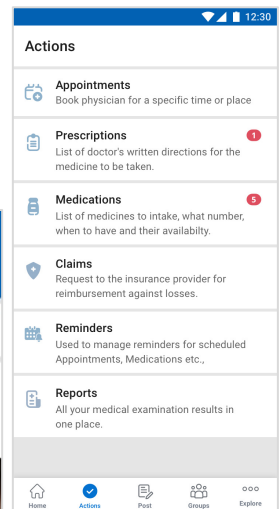 12:30
Actions
Appointments
Book physician for a specific time or place
Prescriptions
1
List of doctor's written directions for the
medicine to be taken.
Medications
5
List of medicines to intake, what number,
when to have and their availabilty.
Claims
Request to the insurance provider for
reimbursement against losses.
Reminders
Used to manage reminders for scheduled
Appointments, Medications etc.,
Reports
All your medical examination results in
one place.
Home
Actions
Post
Groups
Explore